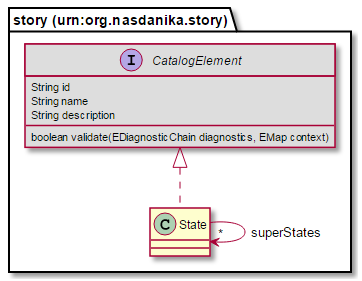 story (urn:org.nasdanika.story)
I CatalogElement
String id
String name
String description
boolean validate(EDiagnosticChain diagnostics, EMap context)
C State
* superStates